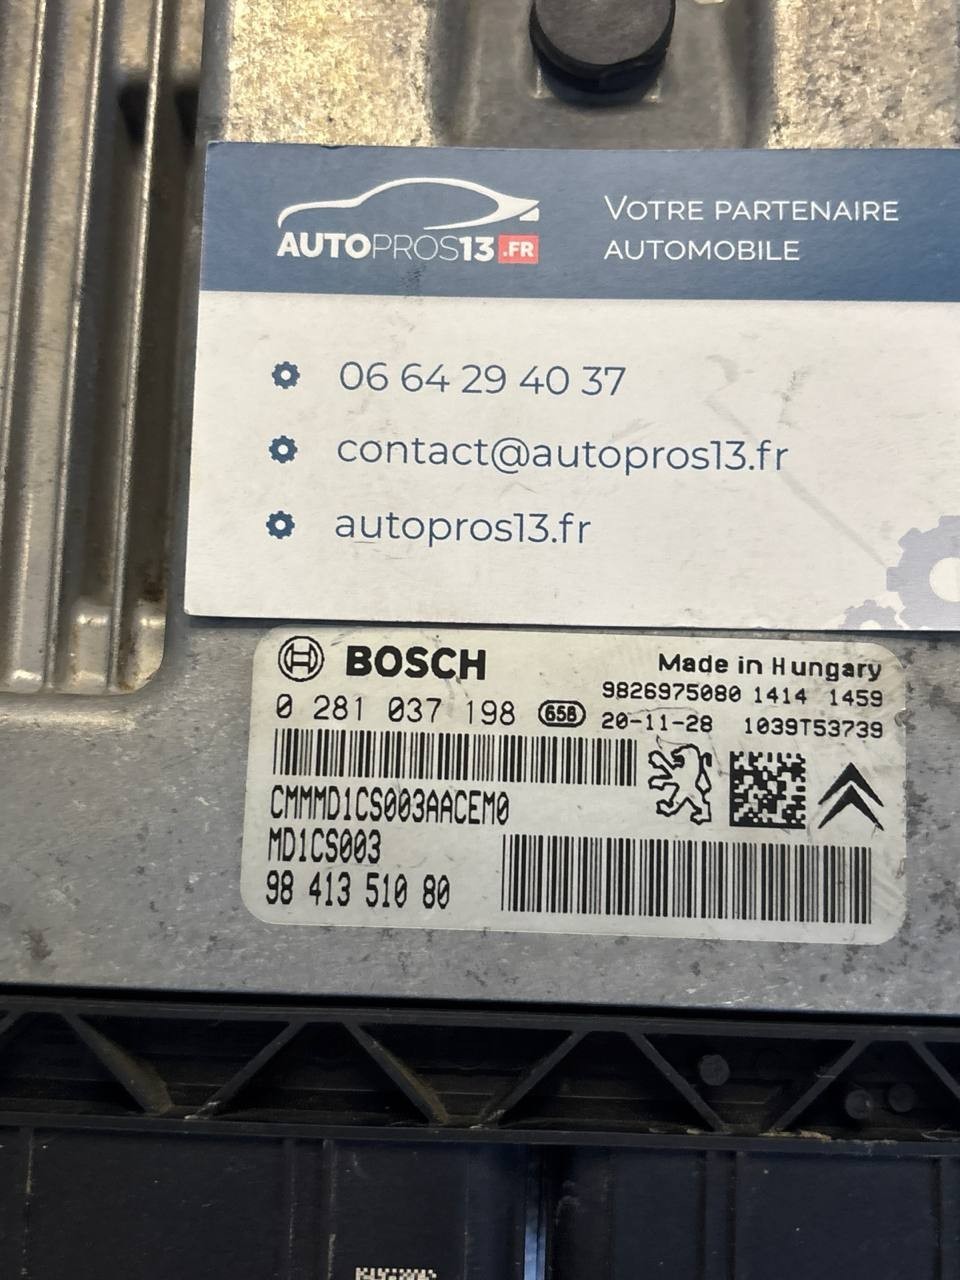 AUTOPROS13.FR
VOTRE PARTENAIRE
AUTOMOBILE
06 64 29 40 37
contact@autopros13.fr
autopros13.fr
BOSCH
Made in Hungary
9826975080 1414 1459
0 281 037 198 658
20-11-28 1039T53739
CMMMD1CS003AACEM0
MD1CS003
98 413 510 80